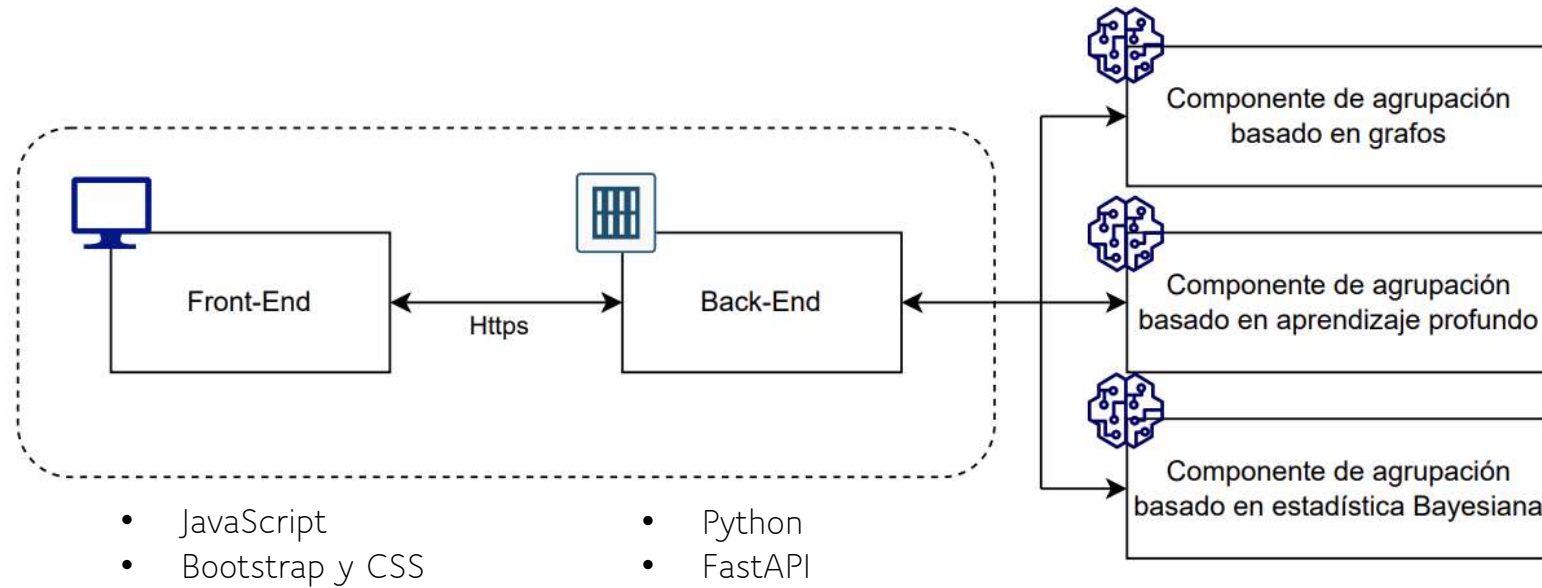 Componente de agrupación
basado en grafos
Front-End
Https
Back-End
Componente de agrupación
basado en aprendizaje profundo
Componente de agrupación
basado en estadística Bayesiana
• JavaScript
• Bootstrap y CSS
• Python
• FastAPI